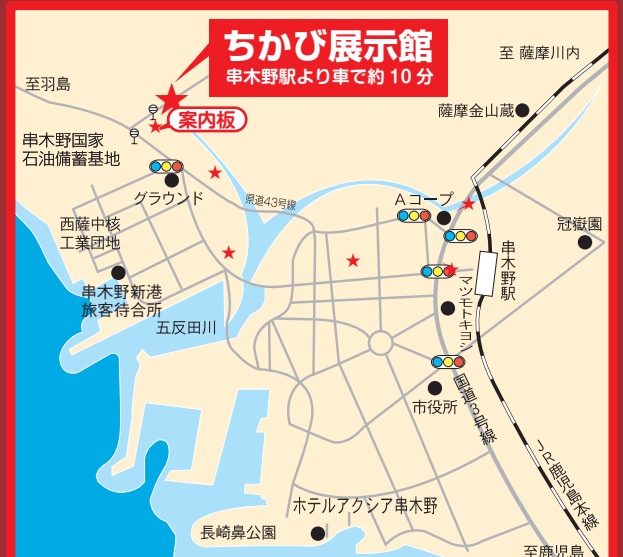 ちかび展示館
串木野駅より車で約10分
至 薩摩川内
至羽島
薩摩金山蔵
案内板
串木野国家
石油備蓄基地
グラウンド
県道43号線
Aコープ
西薩中核
工業団地
冠嶽園
串木野駅
串木野新港
旅客待合所
マツモトキヨシ
五反田川
国道3号線
市役所
JR鹿児島本線
ホテルアクシア串木野
長崎鼻公園
至鹿児島